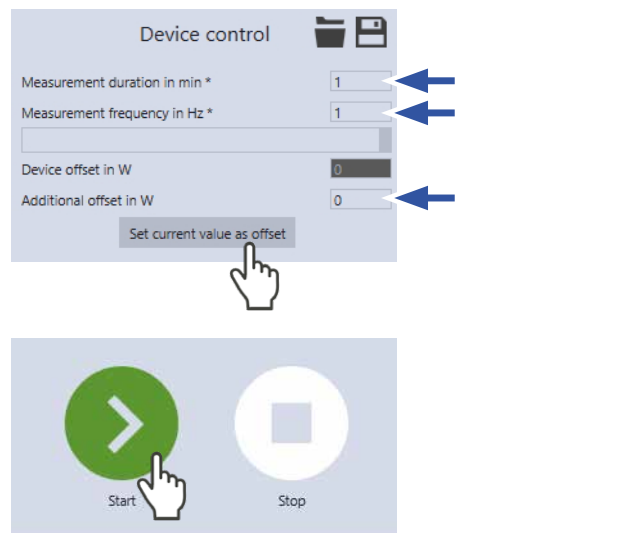 Device control
Measurement duration in min * 1
Measurement frequency in Hz * 1
Device offset in W 0
Additional offset in W 0
Set current value as offset
Start Stop